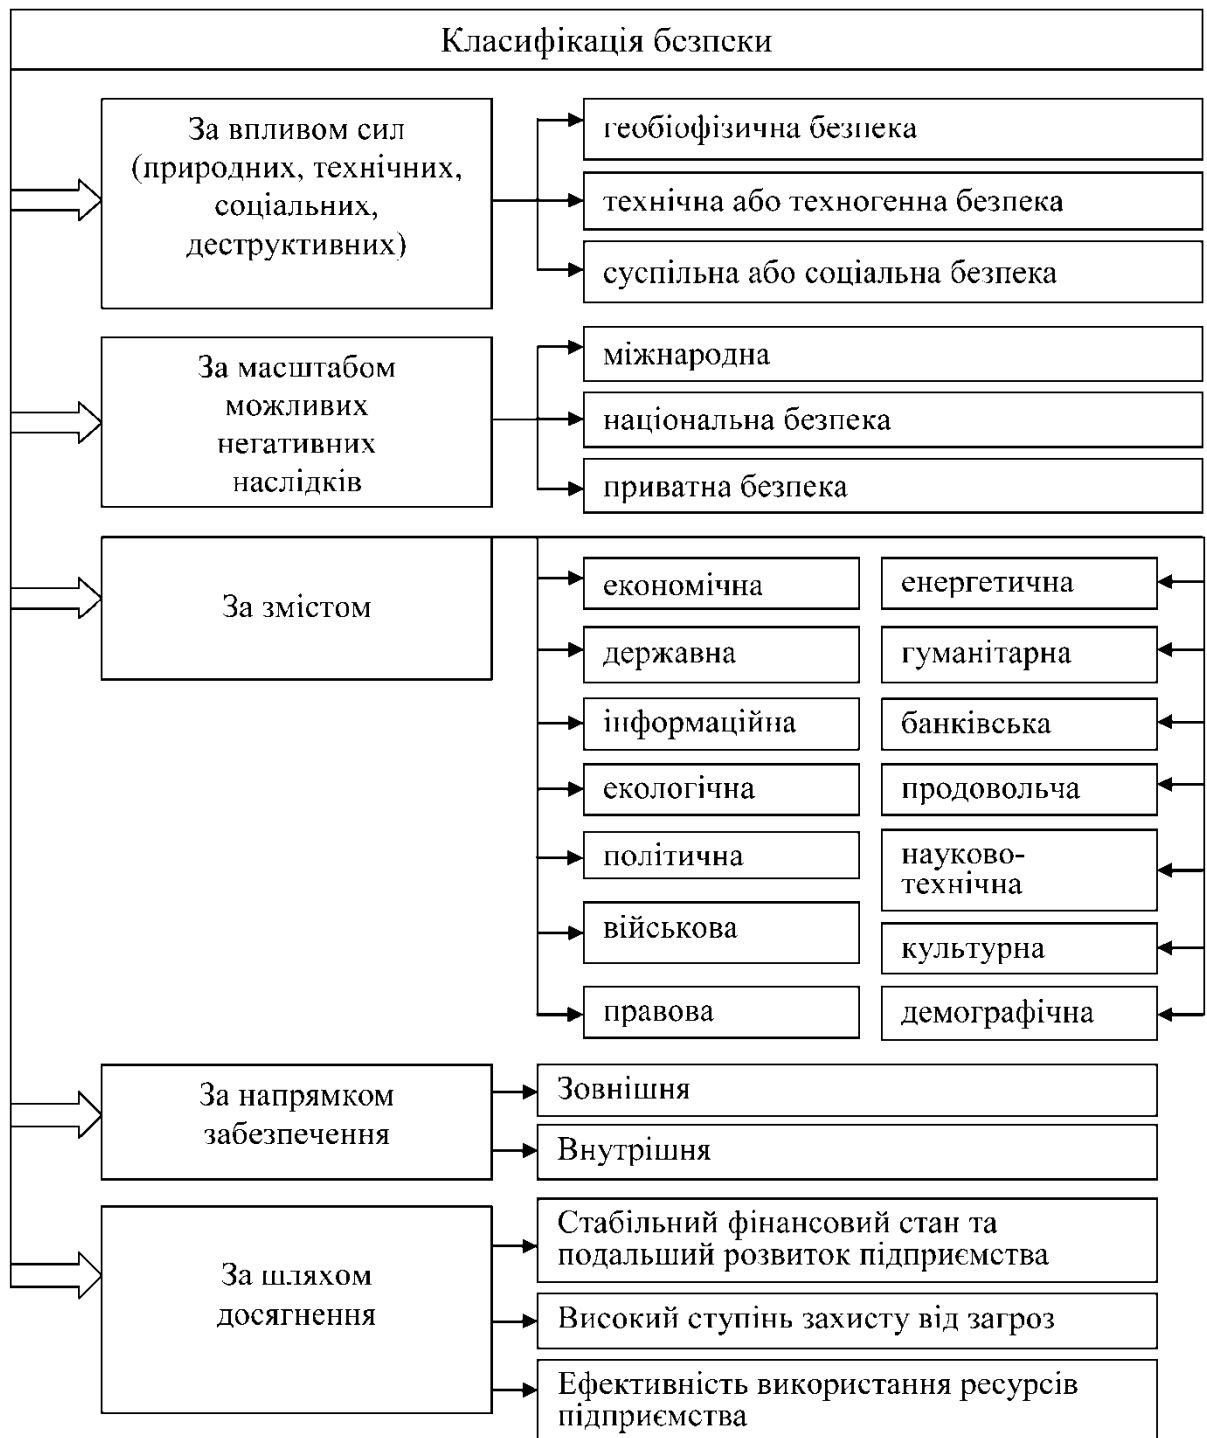 Класифікація безпеки
За впливом сил
(природних, технічних,
соціальних,
деструктивних)
геобіофізична безпека
технічна або техногенна безпека
суспільна або соціальна безпека
За масштабом
можливих
негативних
наслідків
міжнародна
національна безпека
приватна безпека
За змістом
економічна
енергетична
державна
гуманітарна
інформаційна
банківська
екологічна
продовольча
політична
науково-
технічна
військова
культурна
правова
демографічна
За напрямком
забезпечення
Зовнішня
Внутрішня
За шляхом
досягнення
Стабільний фінансовий стан та
подальший розвиток підприємства
Високий ступінь захисту від загроз
Ефективність використання ресурсів
підприємства